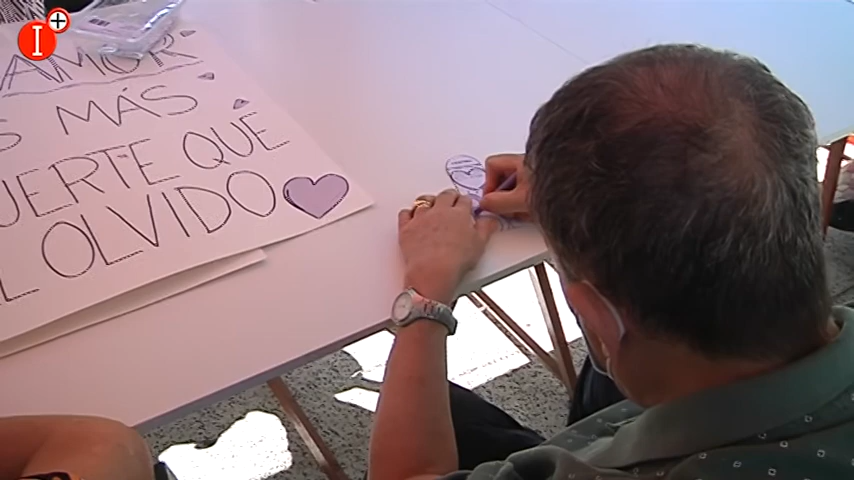 I+
AMOR
S MÁS
UERTE QUE
L OLVIDO